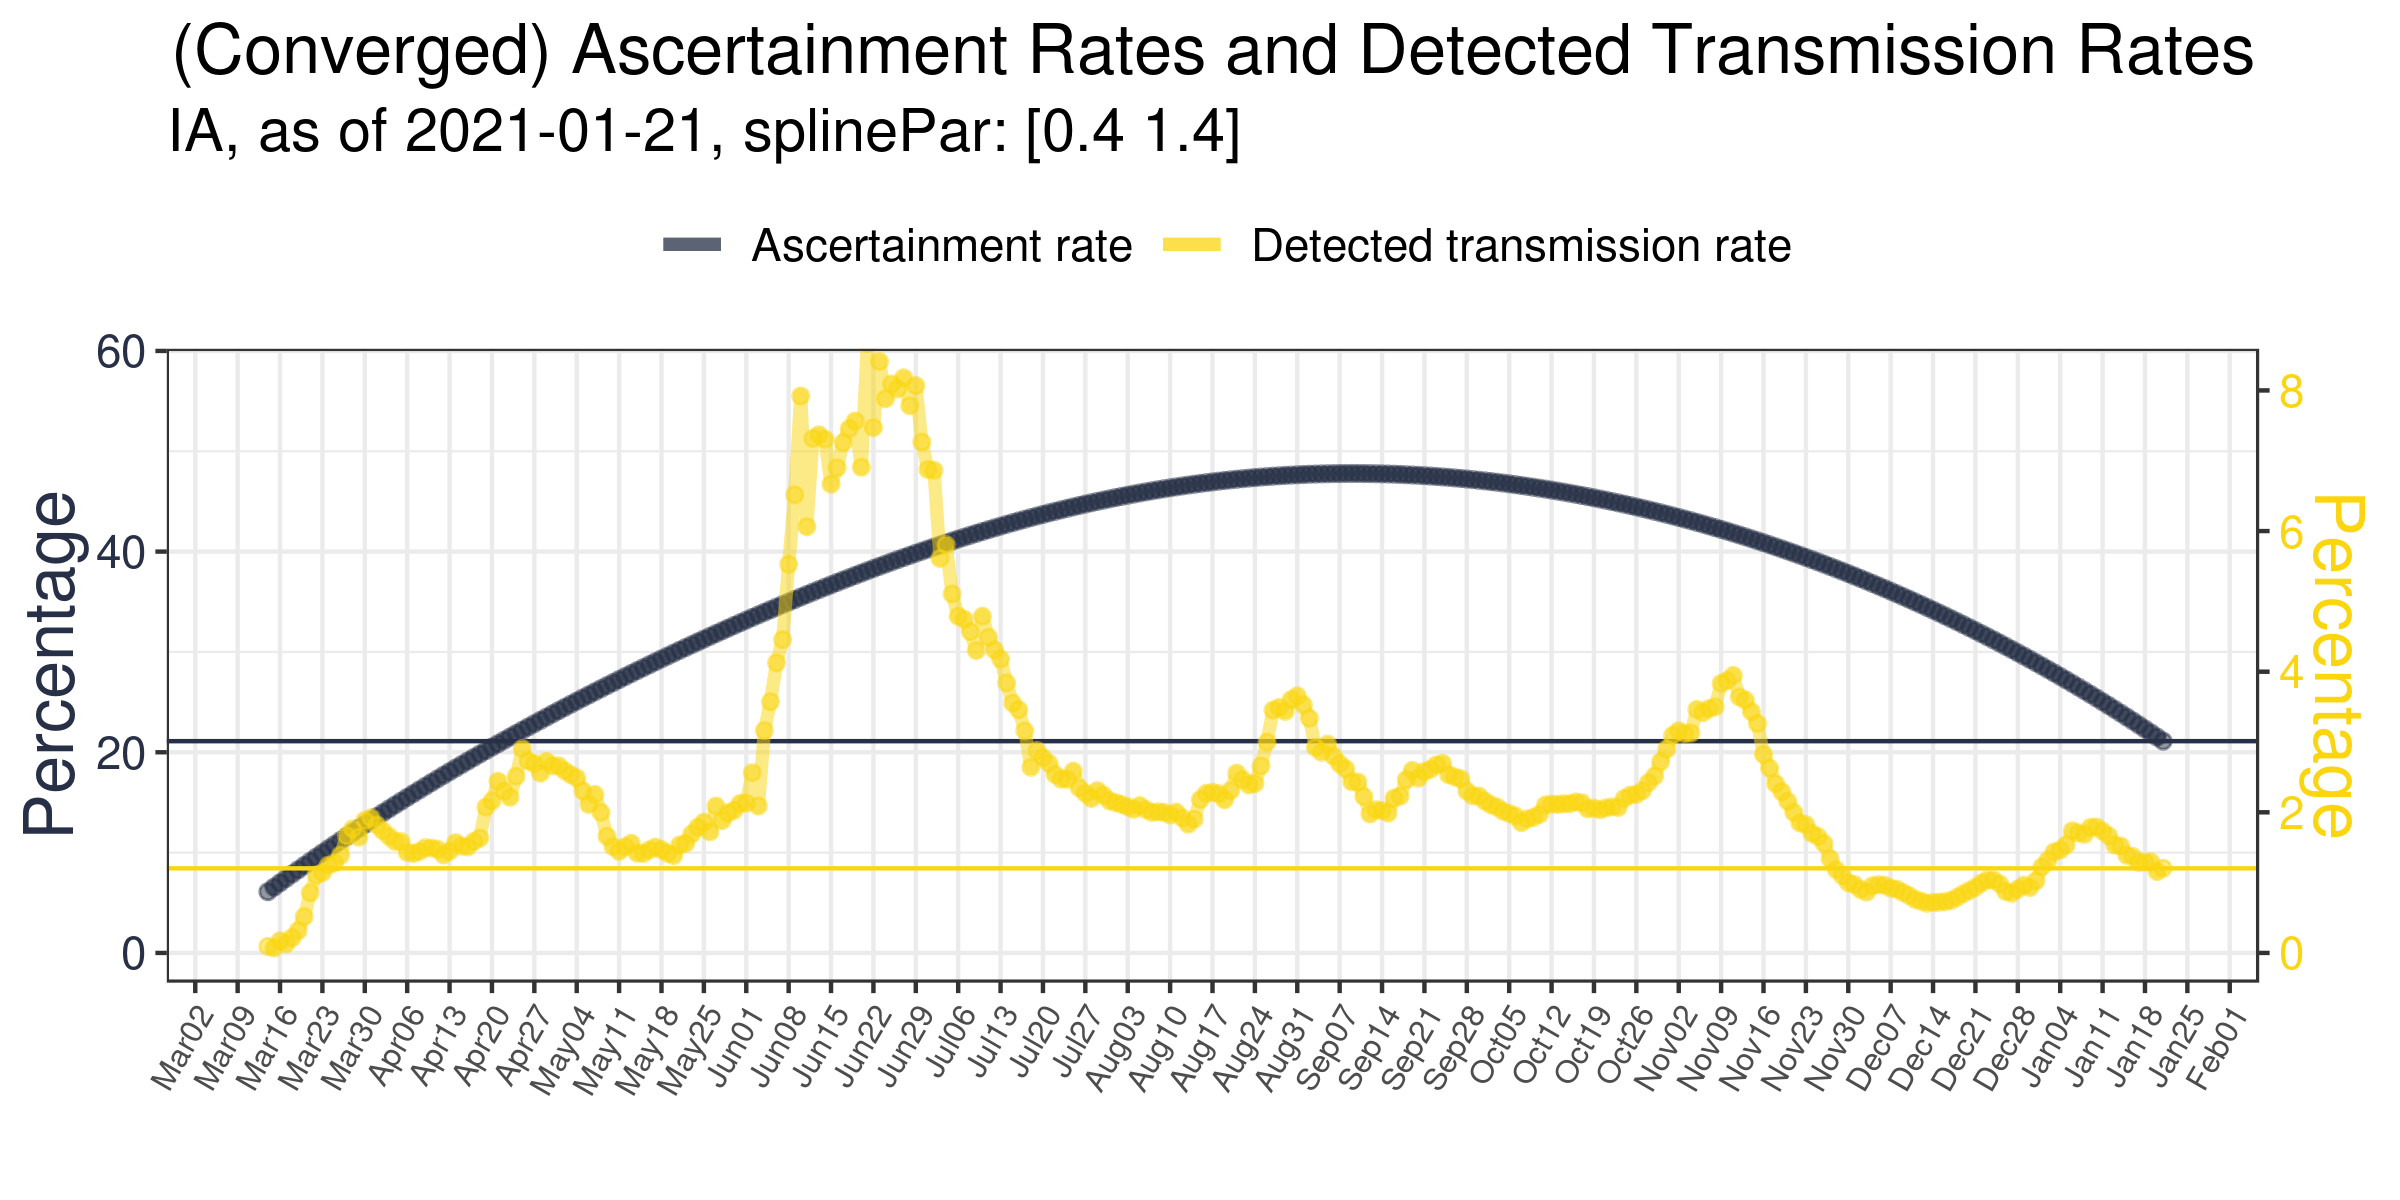 (Converged) Ascertainment Rates and Detected Transmission Rates
IA, as of 2021-01-21, splinePar: [0.4 1.4]
Ascertainment rate
Detected transmission rate
Percentage
60
40
20
0
8
6
4
2
0
Percentage
Mar02
Mar09
Mar16
Mar23
Mar30
Apr06
Apr13
Apr20
Apr27
May04
May11
May18
May25
Jun01
Jun08
Jun15
Jun22
Jun29
Jul06
Jul13
Jul20
Jul27
Aug03
Aug10
Aug17
Aug24
Aug31
Sep07
Sep14
Sep21
Sep28
Oct05
Oct12
Oct19
Oct26
Nov02
Nov09
Nov16
Nov23
Nov30
Dec07
Dec14
Dec21
Dec28
Jan04
Jan11
Jan18
Jan25
Feb01